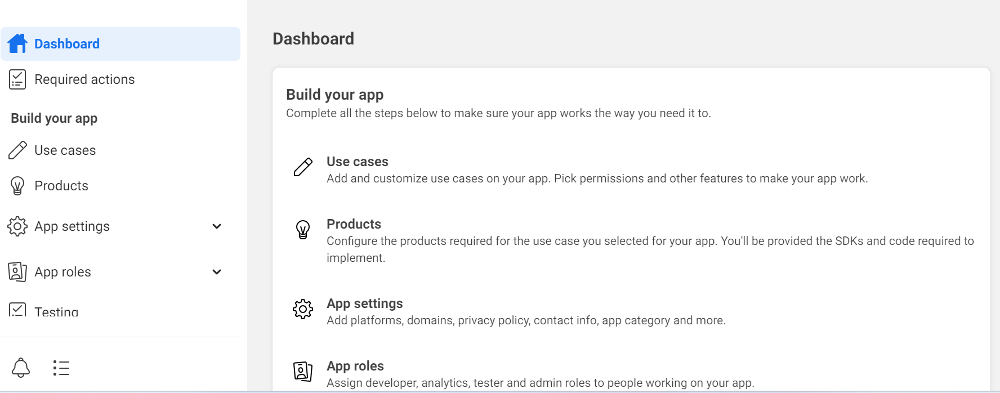 Dashboard
Required actions
Build your app
Use cases
Products
App settings
App roles
Testing
Dashboard
Build your app
Complete all the steps below to make sure your app works the way you need it to.
Use cases
Add and customize use cases on your app. Pick permissions and other features to make your app work.
Products
Configure the products required for the use case you selected for your app. You'll be provided the SDKs and code required to
implement.
App settings
Add platforms, domains, privacy policy, contact info, app category and more.
App roles
Assign developer, analytics, tester and admin roles to people working on your app.